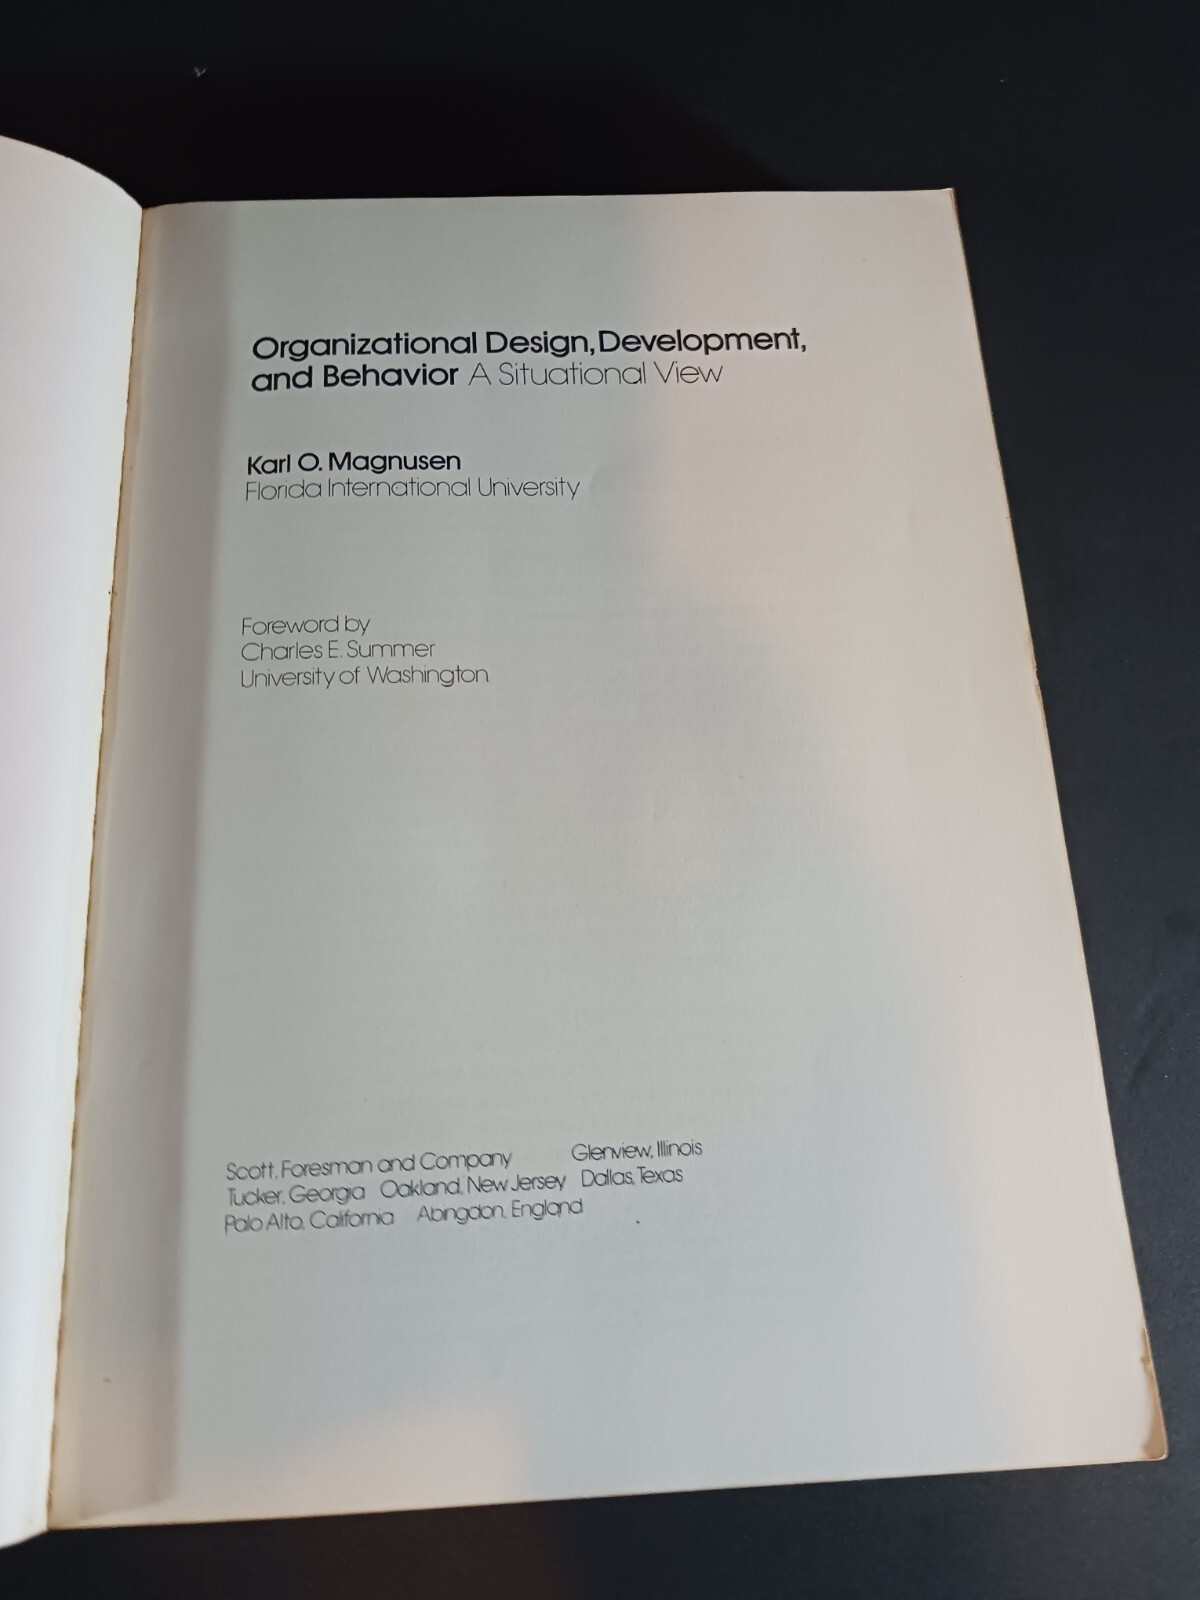 Organizational Design, Development,
and Behavior A Situational View
Karl O. Magnusen
Florida International University
Foreword by
Charles E. Summer
University of Washington
Scott, Foresman and Company Glenview, Illinois
Tucker, Georgia Oakland, New Jersey Dallas, Texas
Palo Alto, California Abingdon, England